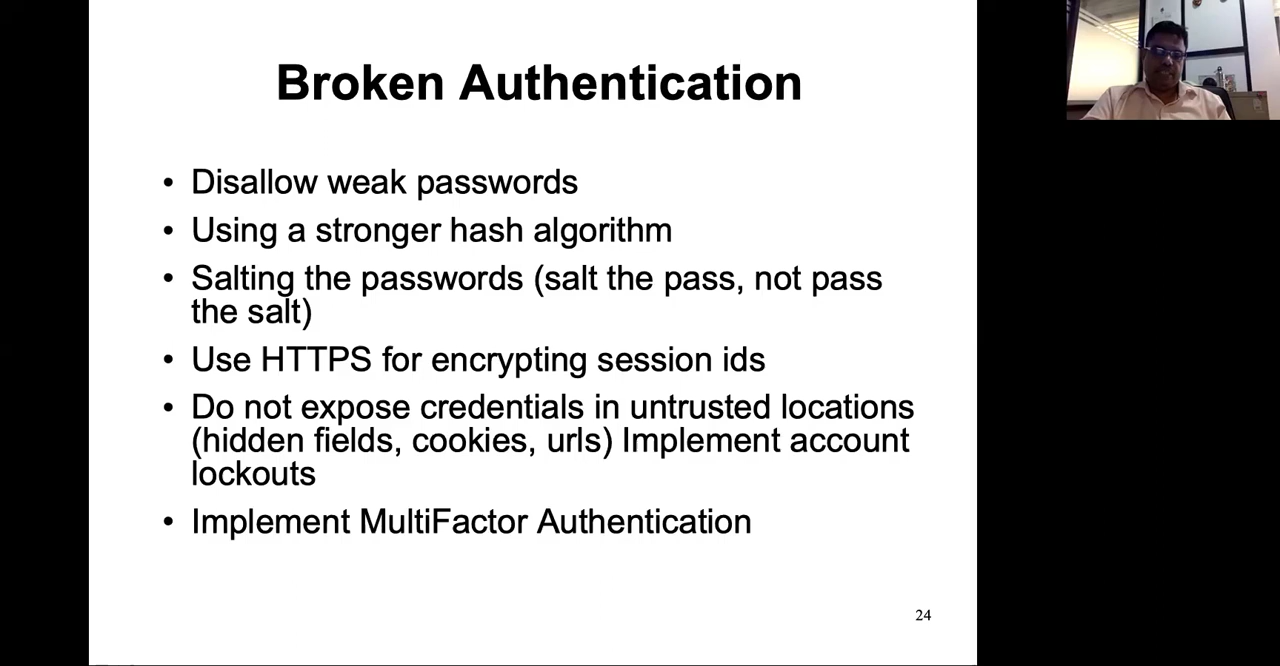 Broken Authentication
• Disallow weak passwords
• Using a stronger hash algorithm
• Salting the passwords (salt the pass, not pass
the salt)
• Use HTTPS for encrypting session ids
• Do not expose credentials in untrusted locations
(hidden fields, cookies, urls) Implement account
lockouts
• Implement MultiFactor Authentication
24